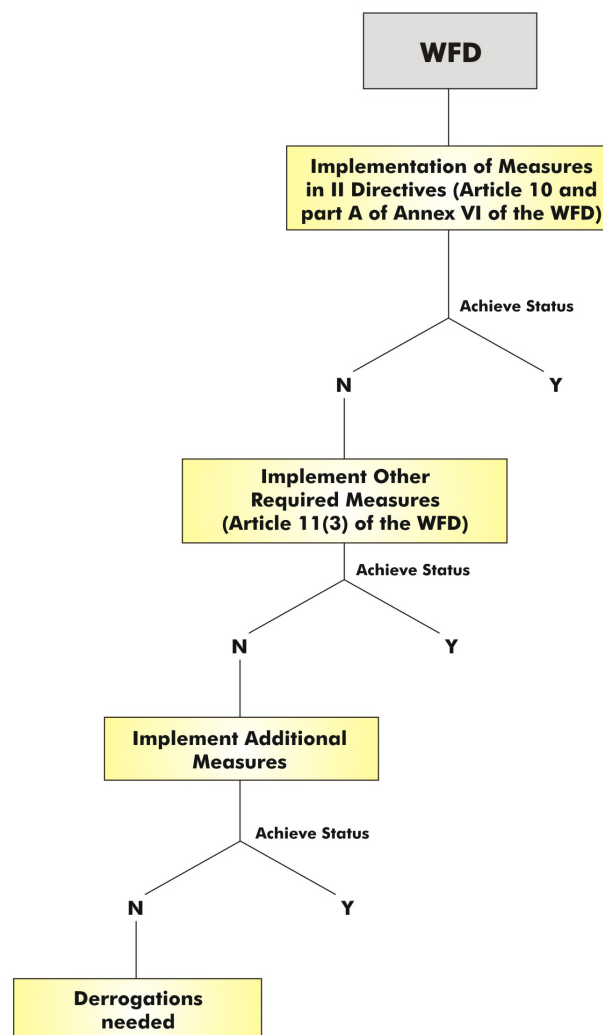 WFD
Implementation of Measures
in II Directives (Article 10 and
part A of Annex VI of the WFD)
Achieve Status
N
Y
Implement Other
Required Measures
(Article 11(3) of the WFD)
Achieve Status
N
Y
Implement Additional
Measures
Achieve Status
N
Y
Derrogations
needed